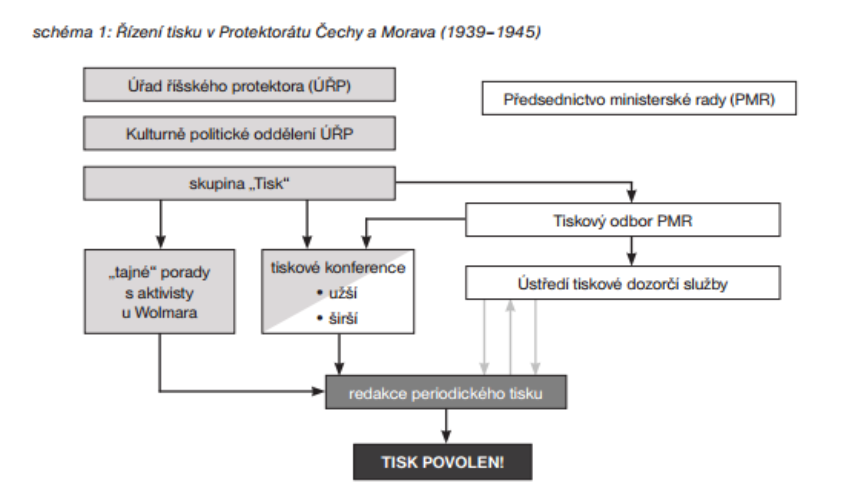 schéma 1: Řízení tisku v Protektorátu Čechy a Morava (1939–1945)
Úřad říšského protektora (ÚŘP)
Předsednictvo ministerské rady (PMR)
Kulturně politické oddělení ÚŘP
skupina „Tisk“
Tiskový odbor PMR
„tajné“ porady
s aktivisty
u Wolmara
tiskové konference
• užší
• širší
Ústředí tiskové dozorčí služby
redakce periodického tisku
TISK POVOLEN!